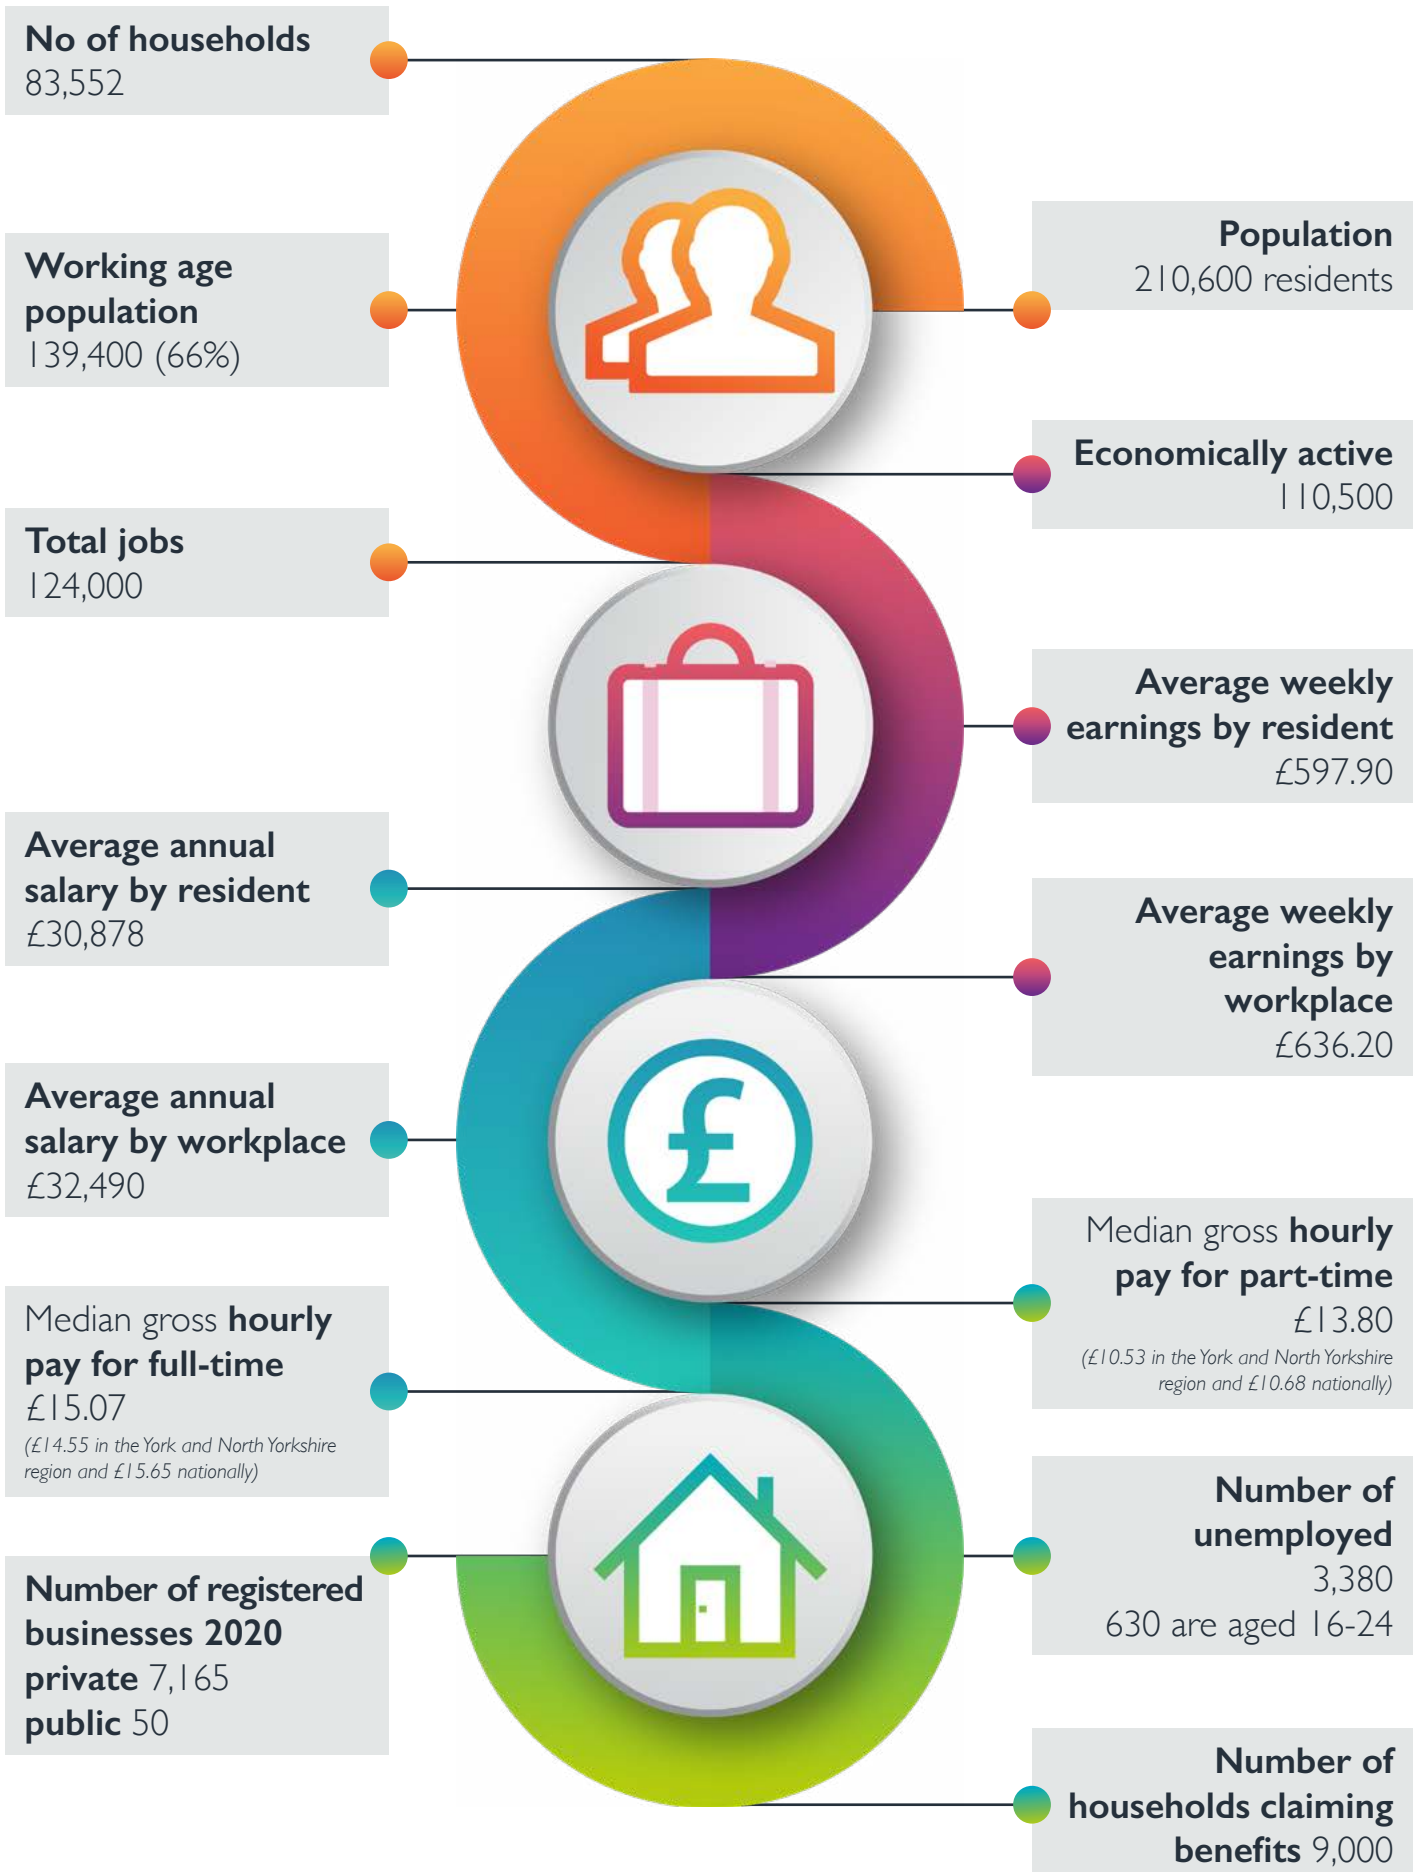 No of households
83,552
Population
210,600 residents
Working age
population
139,400 (66%)
Economically active
110,500
Total jobs
124,000
Average weekly
earnings by resident
£597.90
Average annual
salary by resident
£30,878
Average weekly
earnings by
workplace
£636.20
Average annual
salary by workplace
£32,490
Median gross hourly
pay for part-time
£13.80
(£10.53 in the York and North Yorkshire
region and £10.68 nationally)
Median gross hourly
pay for full-time
£15.07
(£14.55 in the York and North Yorkshire
region and £15.65 nationally)
£
Number of
unemployed
3,380
630 are aged 16-24
Number of registered
businesses 2020
private 7,165
public 50
Number of
households claiming
benefits 9,000